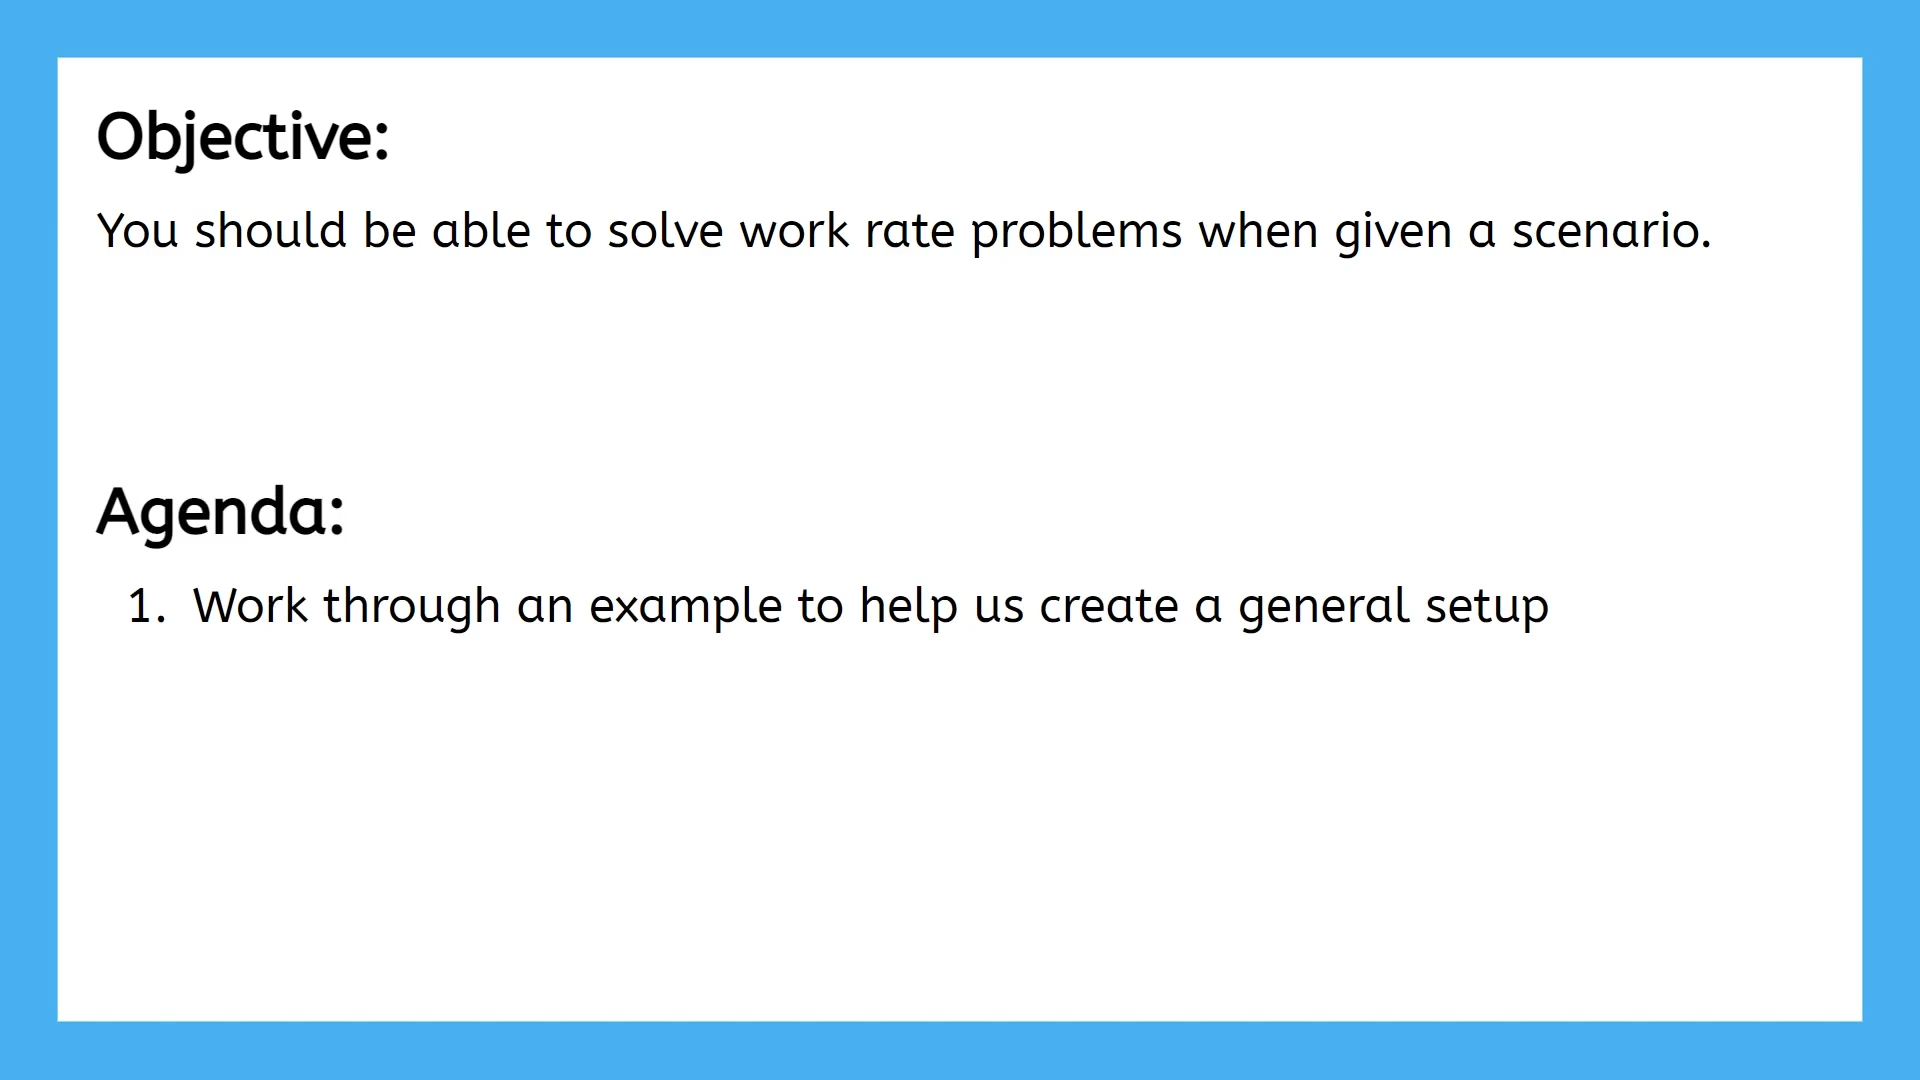 Objective:
You should be able to solve work rate problems when given a scenario.
Agenda:
1. Work through an example to help us create a general setup